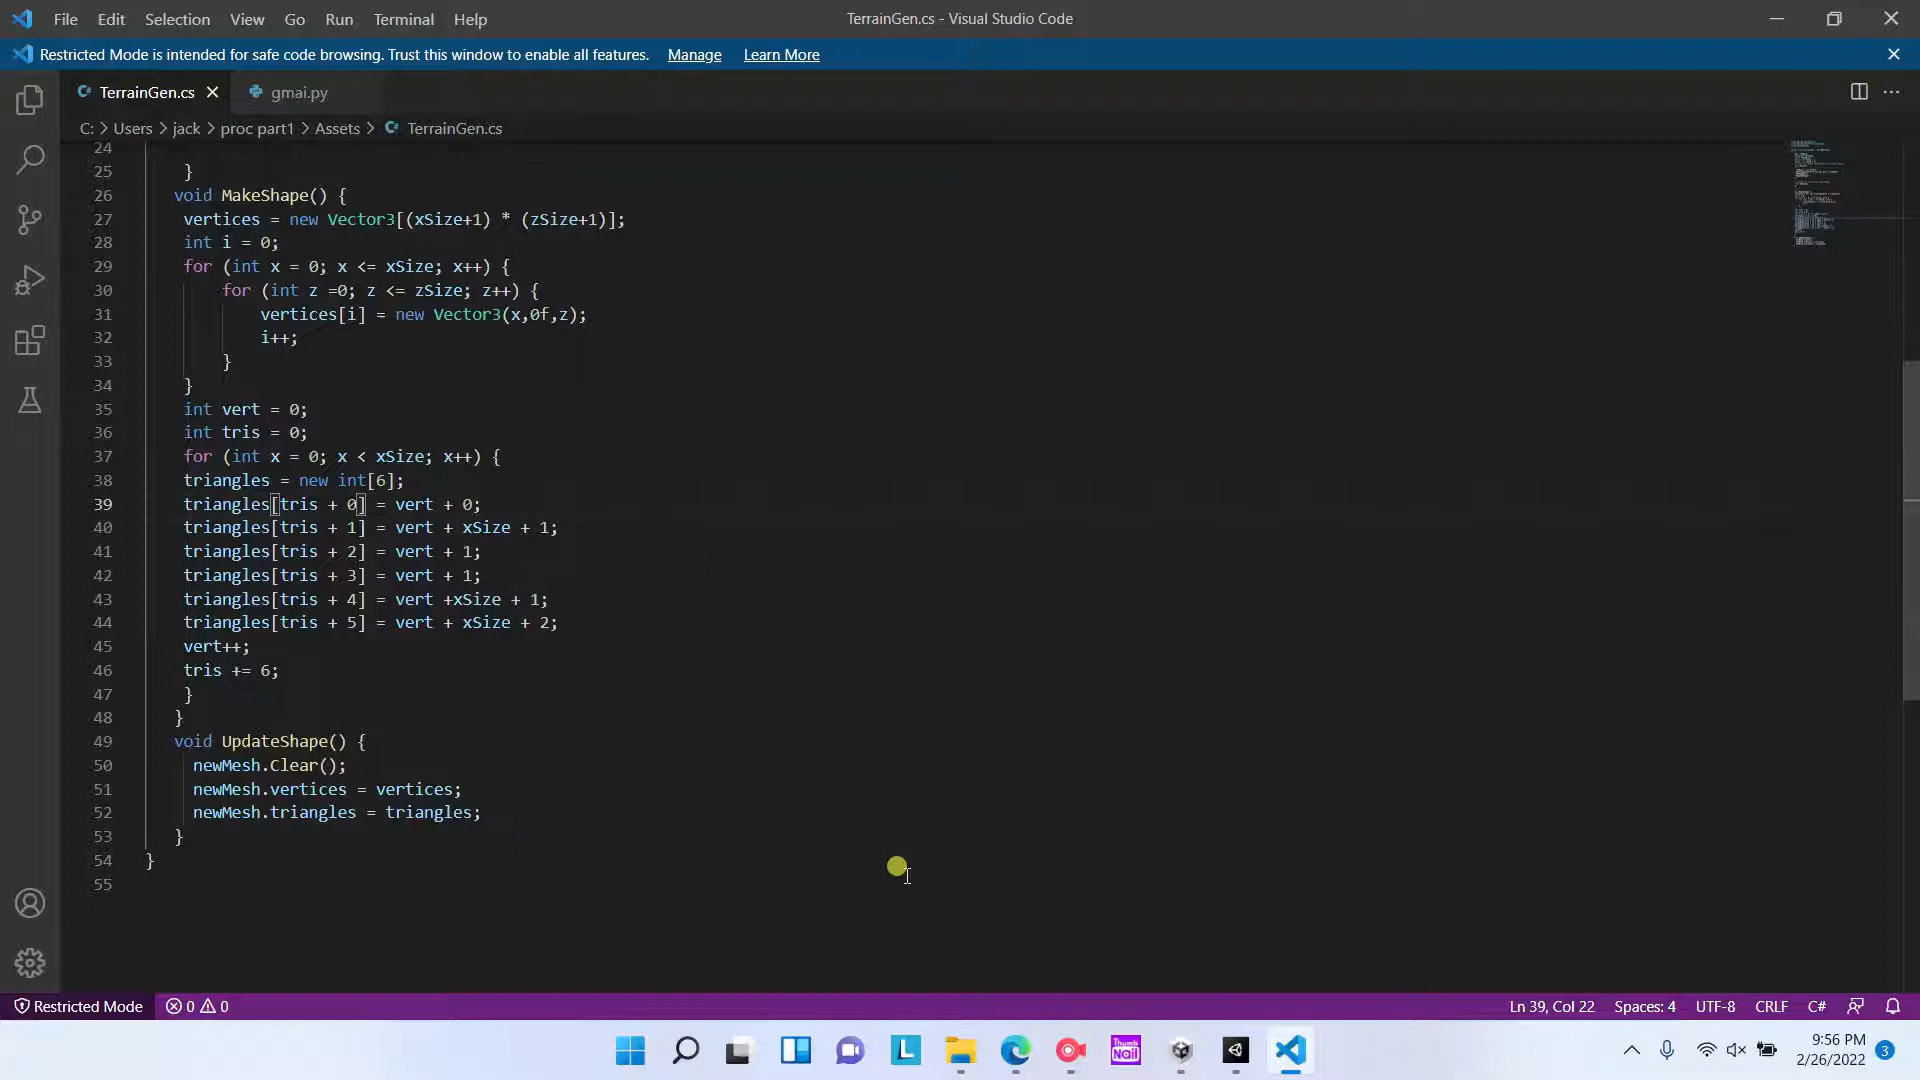 File Edit Selection View Go Run Terminal Help TerrainGen.cs - Visual Studio Code
Restricted Mode is intended for safe code browsing. Trust this window to enable all features. Manage Learn More
TerrainGen.cs gmai.py
C: > Users > jack > proc part1 > Assets > TerrainGen.cs
24
25 }
26 void MakeShape() {
27 vertices = new Vector3[(xSize+1) * (zSize+1)];
28 int i = 0;
29 for (int x = 0; x <= xSize; x++) {
30 for (int z =0; z <= zSize; z++) {
31 vertices[i] = new Vector3(x,0f,z);
32 i++;
33 }
34 }
35 int vert = 0;
36 int tris = 0;
37 for (int x = 0; x < xSize; x++) {
38 triangles = new int[6];
39 triangles[tris + 0] = vert + 0;
40 triangles[tris + 1] = vert + xSize + 1;
41 triangles[tris + 2] = vert + 1;
42 triangles[tris + 3] = vert + 1;
43 triangles[tris + 4] = vert +xSize + 1;
44 triangles[tris + 5] = vert + xSize + 2;
45 vert++;
46 tris += 6;
47 }
48 }
49 void UpdateShape() {
50 newMesh.Clear();
51 newMesh.vertices = vertices;
52 newMesh.triangles = triangles;
53 }
54 }
55
Restricted Mode 0 0 Ln 39, Col 22 Spaces: 4 UTF-8 CRLF C#
Thumb
Nail
L
9:56 PM
2/26/2022 3